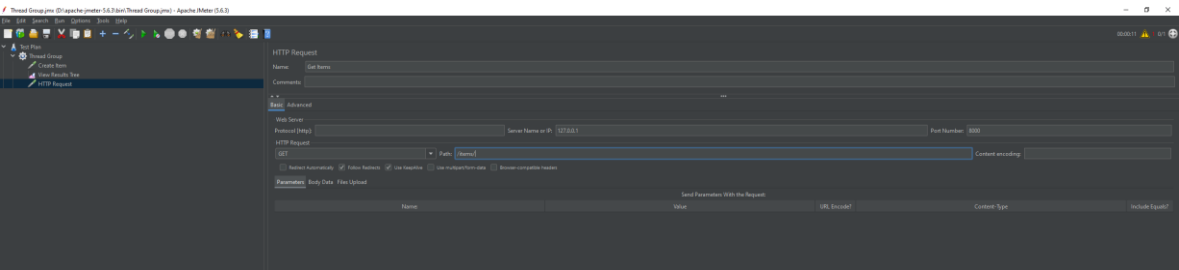 Thread Group.jmx (D:\apache-jmeter-5.6.3\bin\Thread Group.jmx) - Apache JMeter (5.6.3)
File Edit Search Run Options Tools Help
00:00:11 0/1
Test Plan
Thread Group
Create Item
View Results Tree
HTTP Request
HTTP Request
Name: Get Items
Comments:
Basic Advanced
Web Server
Protocol [http]: Server Name or IP: 127.0.0.1 Port Number: 8000
HTTP Request
GET Path: /items/ Content encoding:
Redirect Automatically Follow Redirects Use KeepAlive Use multipart/form-data Browser-compatible headers
Parameters Body Data Files Upload
Send Parameters With the Request:
Name: Value URL Encode? Content-Type Include Equals?